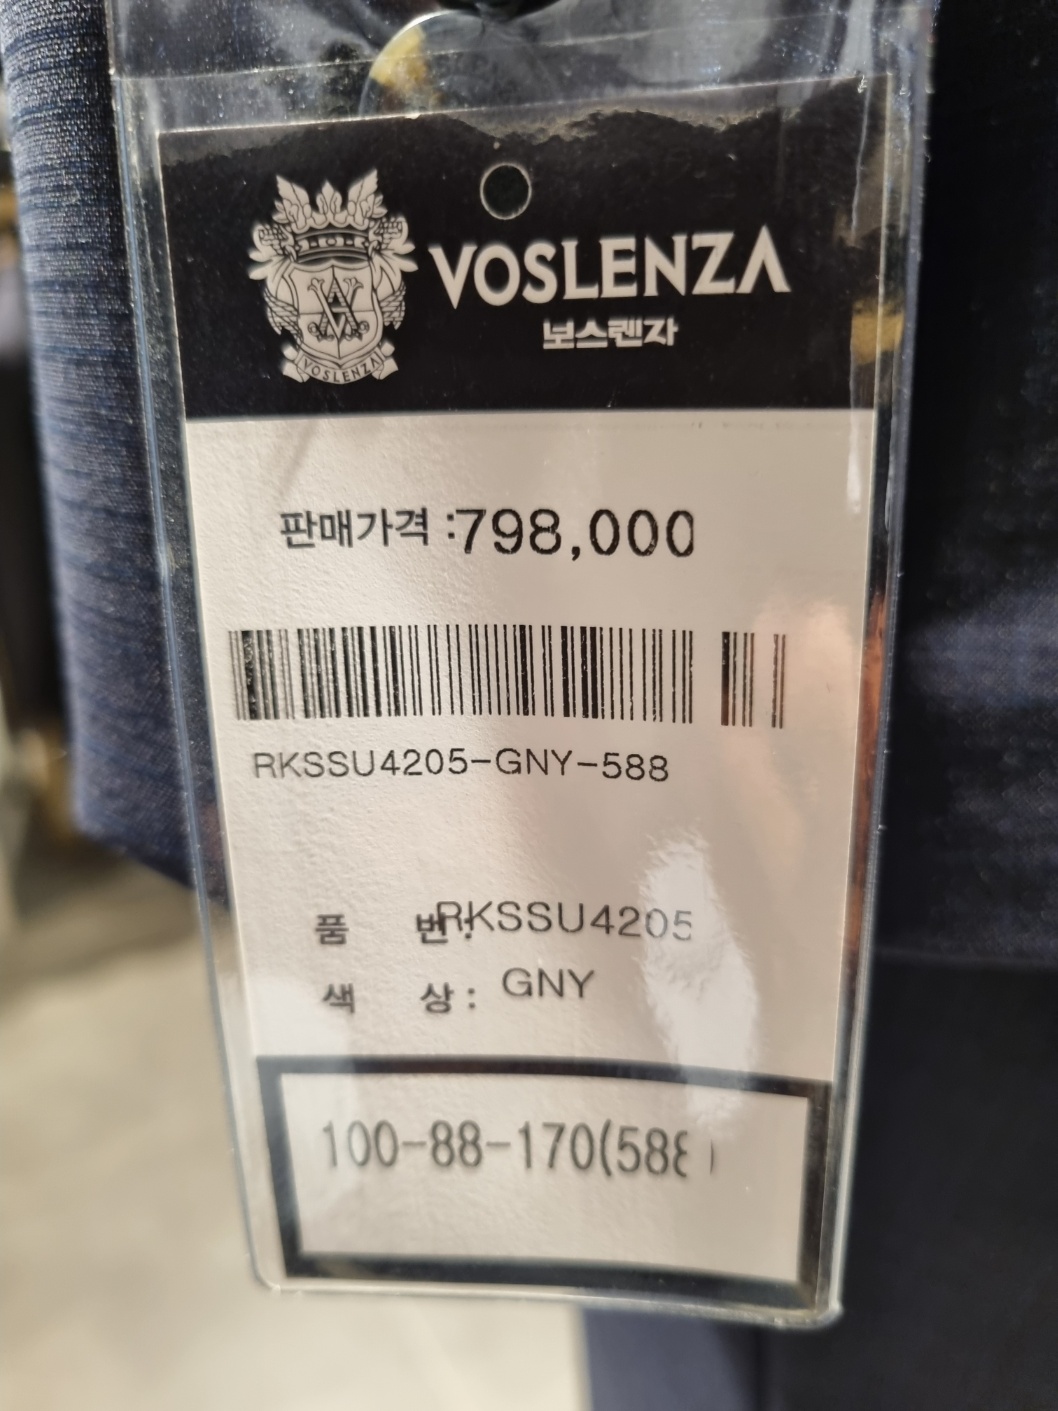 VOSLENZA
보스렌자
VOSLENZA
판매가격 :798,000
RKSSU4205-GNY-588
품 번: RKSSU4205
색 상: GNY
100-88-170(588)